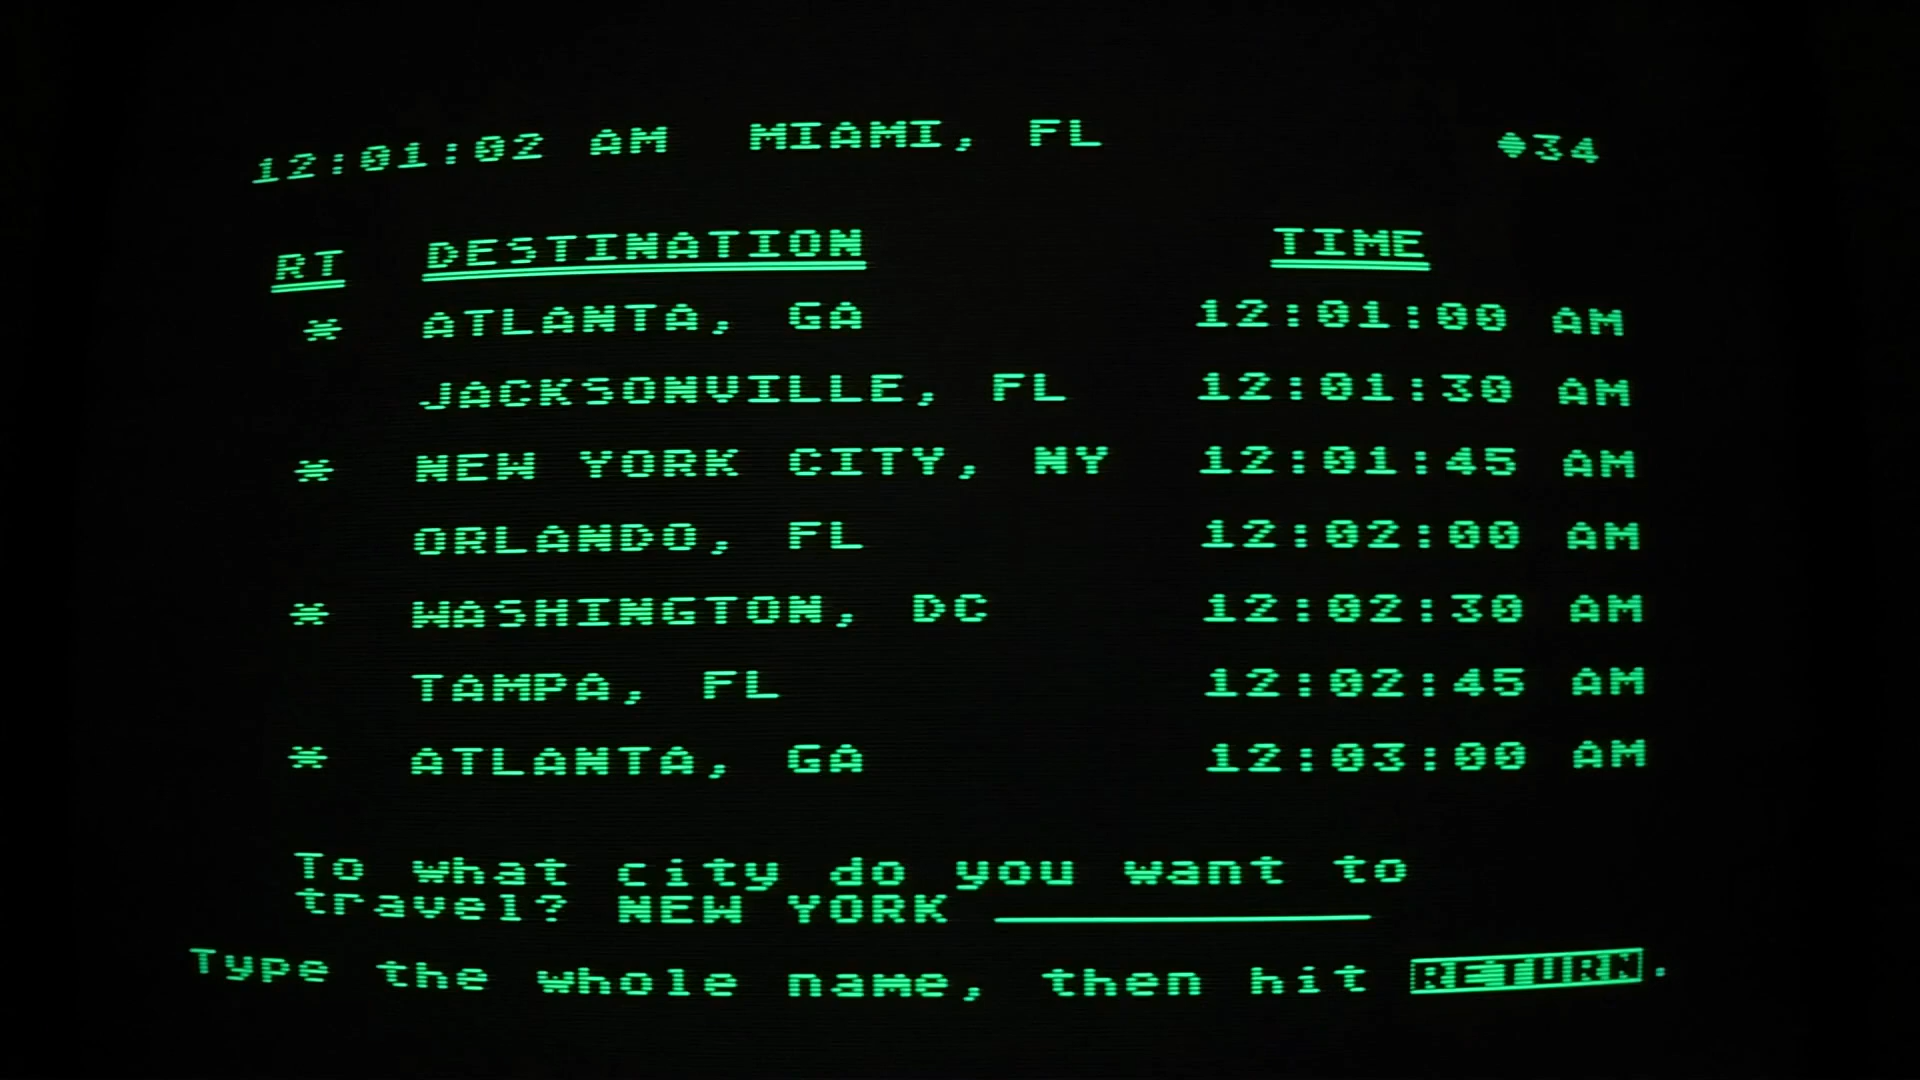 12:01:02 AM MIAMI, FL ♦34
RT DESTINATION TIME
* ATLANTA, GA 12:01:00 AM
JACKSONVILLE, FL 12:01:30 AM
* NEW YORK CITY, NY 12:01:45 AM
ORLANDO, FL 12:02:00 AM
* WASHINGTON, DC 12:02:30 AM
TAMPA, FL 12:02:45 AM
* ATLANTA, GA 12:03:00 AM
To what city do you want to
travel? NEW YORK
Type the whole name, then hit RETURN.